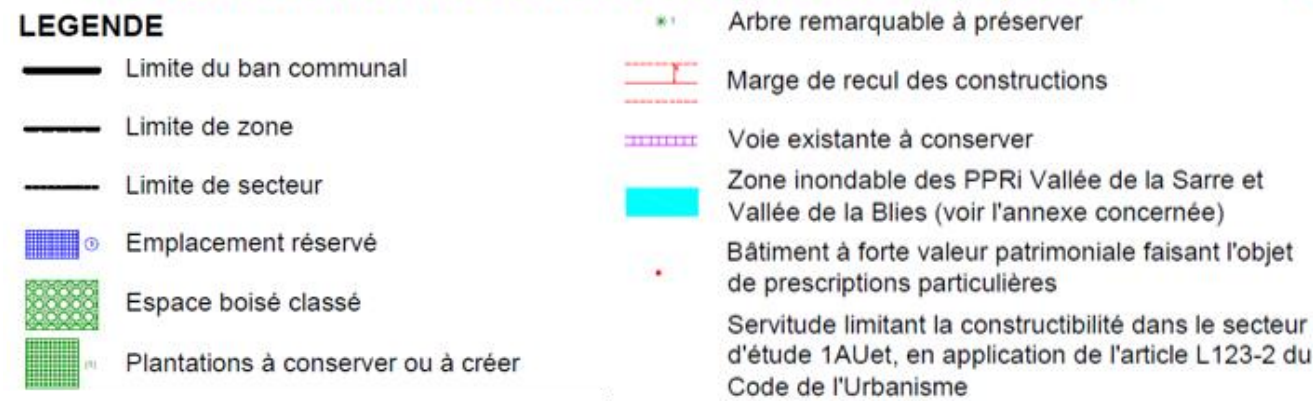 LEGENDE
Limite du ban communal
Limite de zone
Limite de secteur
Emplacement réservé
Espace boisé classé
Plantations à conserver ou à créer
Arbre remarquable à préserver
Marge de recul des constructions
Voie existante à conserver
Zone inondable des PPRi Vallée de la Sarre et
Vallée de la Blies (voir l'annexe concernée)
Bâtiment à forte valeur patrimoniale faisant l'objet
de prescriptions particulières
Servitude limitant la constructibilité dans le secteur
d'étude 1AUet, en application de l'article L123-2 du
Code de l'Urbanisme